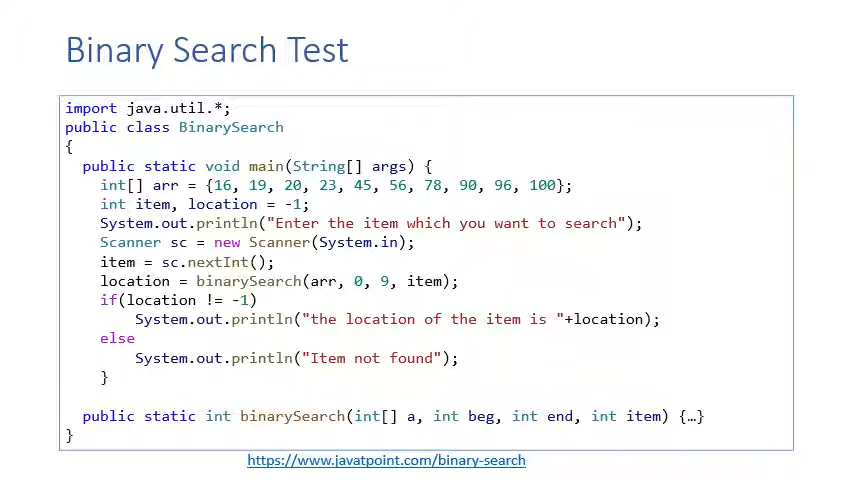 Binary Search Test
import java.util.*;
public class BinarySearch
{
public static void main(String[] args) {
int[] arr = {16, 19, 20, 23, 45, 56, 78, 90, 96, 100};
int item, location = -1;
System.out.println("Enter the item which you want to search");
Scanner sc = new Scanner(System.in);
item = sc.nextInt();
location = binarySearch(arr, 0, 9, item);
if(location != -1)
System.out.println("the location of the item is "+location);
else
System.out.println("Item not found");
}
public static int binarySearch(int[] a, int beg, int end, int item) {…}
}
https://www.javatpoint.com/binary-search